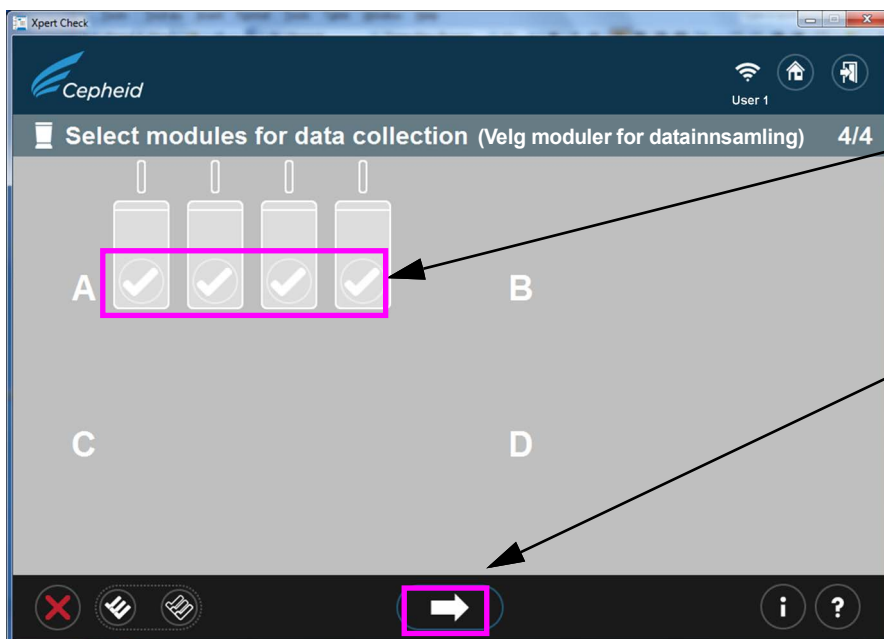 Xpert Check
Cepheid
User 1
Select modules for data collection (Velg moduler for datainnsamling) 4/4
A
B
C
D
i ?